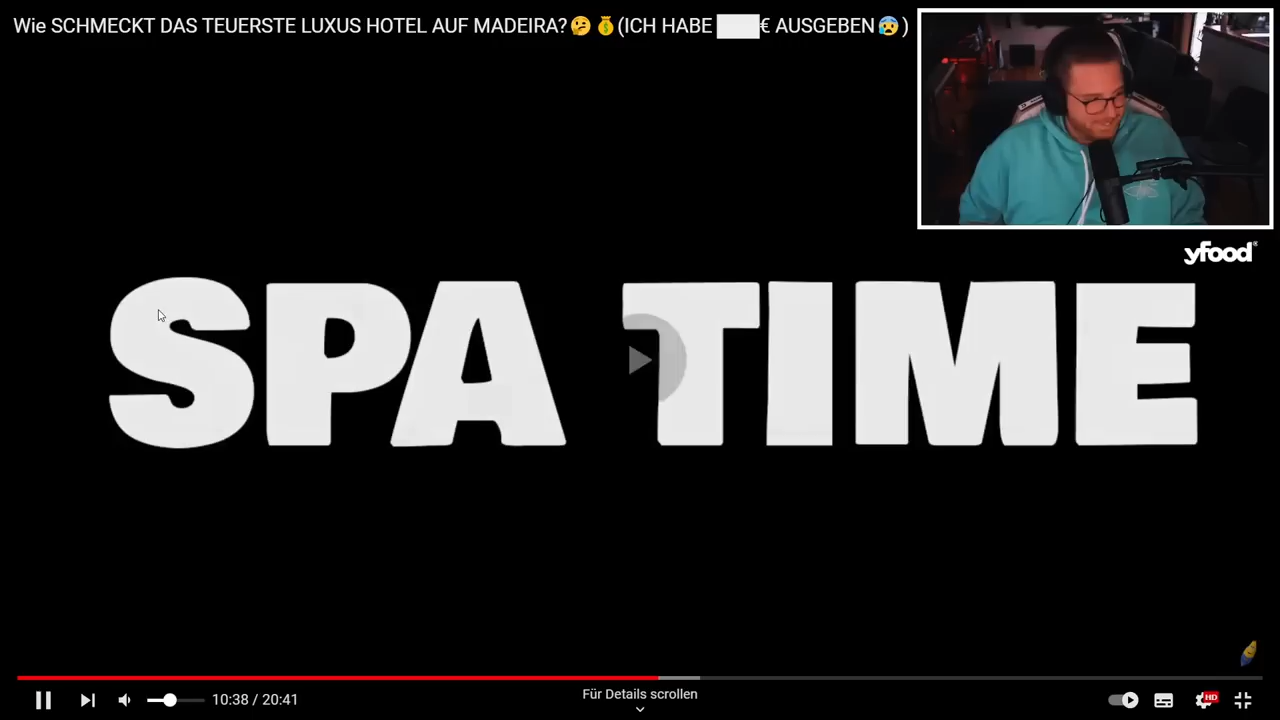 Wie SCHMECKT DAS TEUERSTE LUXUS HOTEL AUF MADEIRA?🤔💰(ICH HABE ███€ AUSGEBEN😰)
yfood
SPA TIME
10:38 / 20:41
Für Details scrollen
HD